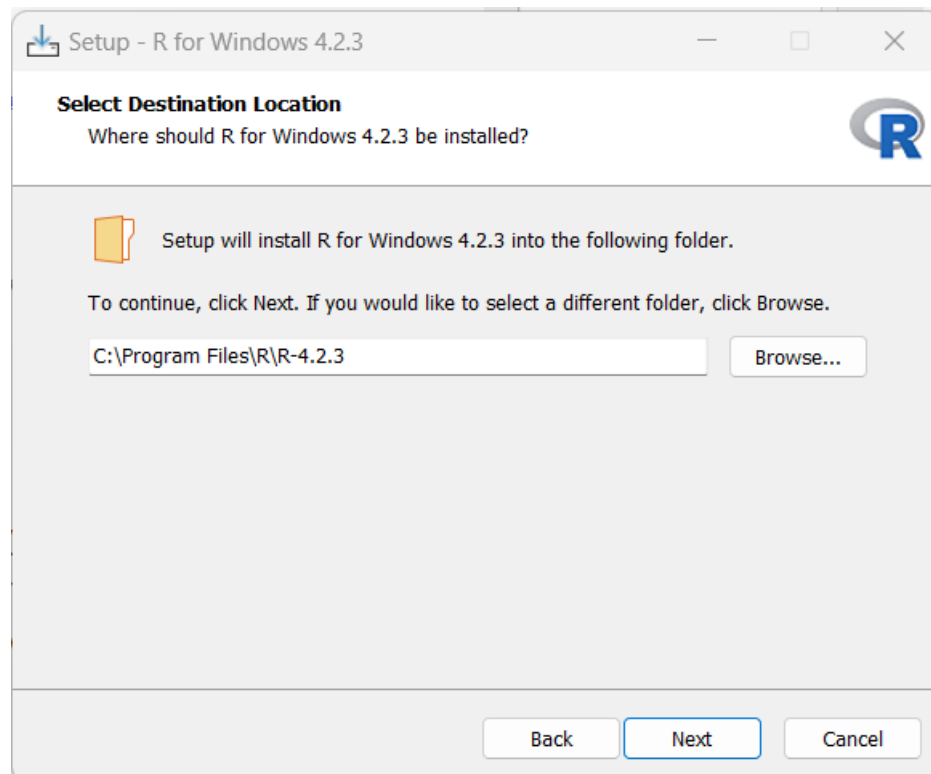 Setup - R for Windows 4.2.3
Select Destination Location
Where should R for Windows 4.2.3 be installed?
R
Setup will install R for Windows 4.2.3 into the following folder.
To continue, click Next. If you would like to select a different folder, click Browse.
C:\Program Files\R\R-4.2.3
Browse...
Back
Next
Cancel